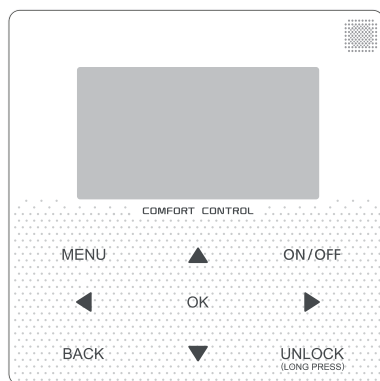 COMFORT CONTROL
MENU
ON/OFF
OK
BACK
UNLOCK
(LONG PRESS)